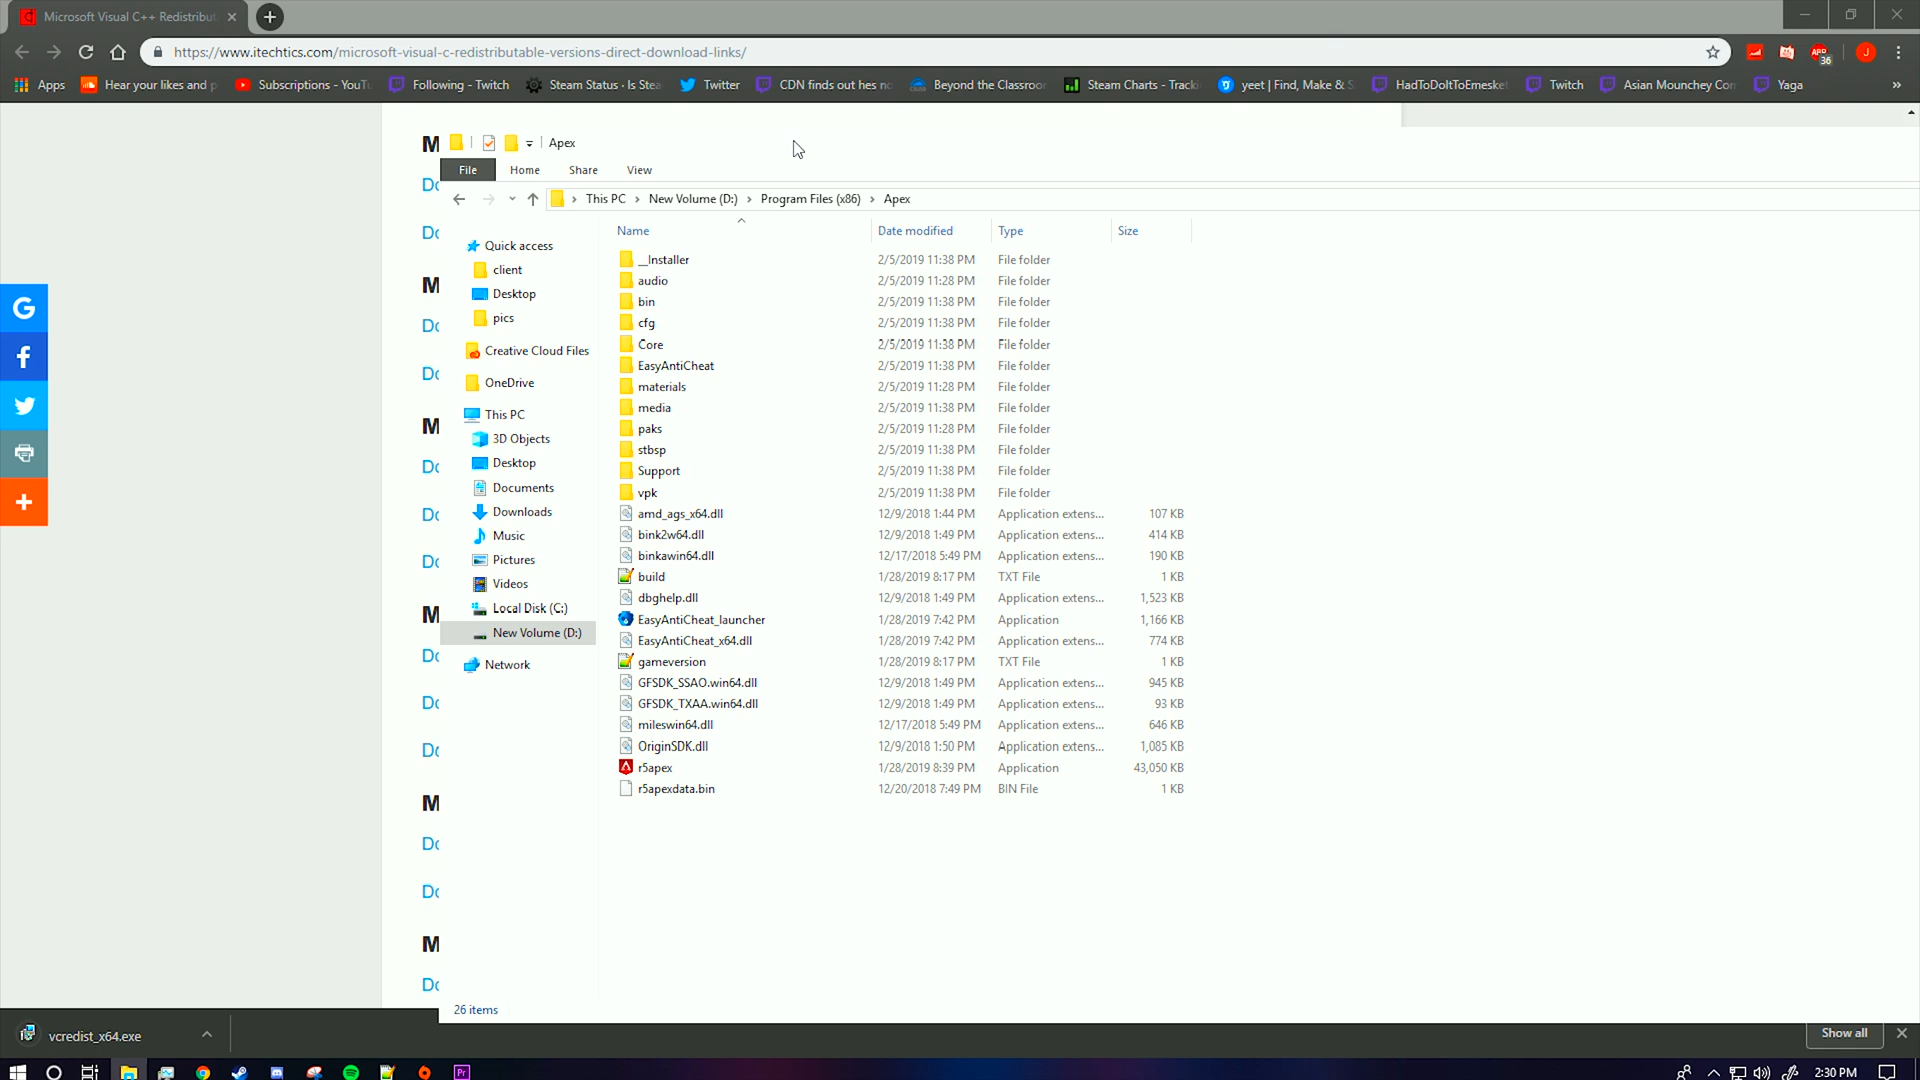 Microsoft Visual C++ Redistribut
https://www.itechtics.com/microsoft-visual-c-redistributable-versions-direct-download-links/
ABP
36
J
Apps
Hear your likes and p
Subscriptions - YouTu
Following - Twitch
Steam Status · Is Stea
Twitter
CDN finds out hes no
Beyond the Classroom
Steam Charts - Tracki
yeet | Find, Make & S
HadToDoItToEmesket
Twitch
Asian Mounchey Con
Yaga
»
Apex
File Home Share View
This PC > New Volume (D:) > Program Files (x86) > Apex
Name Date modified Type Size
Quick access
client
Desktop
pics
Creative Cloud Files
OneDrive
This PC
3D Objects
Desktop
Documents
Downloads
Music
Pictures
Videos
Local Disk (C:)
New Volume (D:)
Network
__Installer 2/5/2019 11:38 PM File folder
audio 2/5/2019 11:28 PM File folder
bin 2/5/2019 11:38 PM File folder
cfg 2/5/2019 11:38 PM File folder
Core 2/5/2019 11:38 PM File folder
EasyAntiCheat 2/5/2019 11:38 PM File folder
materials 2/5/2019 11:28 PM File folder
media 2/5/2019 11:38 PM File folder
paks 2/5/2019 11:28 PM File folder
stbsp 2/5/2019 11:38 PM File folder
Support 2/5/2019 11:38 PM File folder
vpk 2/5/2019 11:38 PM File folder
amd_ags_x64.dll 12/9/2018 1:44 PM Application extens... 107 KB
bink2w64.dll 12/9/2018 1:49 PM Application extens... 414 KB
binkawin64.dll 12/17/2018 5:49 PM Application extens... 190 KB
build 1/28/2019 8:17 PM TXT File 1 KB
dbghelp.dll 12/9/2018 1:49 PM Application extens... 1,523 KB
EasyAntiCheat_launcher 1/28/2019 7:42 PM Application 1,166 KB
EasyAntiCheat_x64.dll 1/28/2019 7:42 PM Application extens... 774 KB
gameversion 1/28/2019 8:17 PM TXT File 1 KB
GFSDK_SSAO.win64.dll 12/9/2018 1:49 PM Application extens... 945 KB
GFSDK_TXAA.win64.dll 12/9/2018 1:49 PM Application extens... 93 KB
mileswin64.dll 12/17/2018 5:49 PM Application extens... 646 KB
OriginSDK.dll 12/9/2018 1:50 PM Application extens... 1,085 KB
r5apex 1/28/2019 8:39 PM Application 43,050 KB
r5apexdata.bin 12/20/2018 7:49 PM BIN File 1 KB
26 items
vcredist_x64.exe
Show all
Pr
2:30 PM